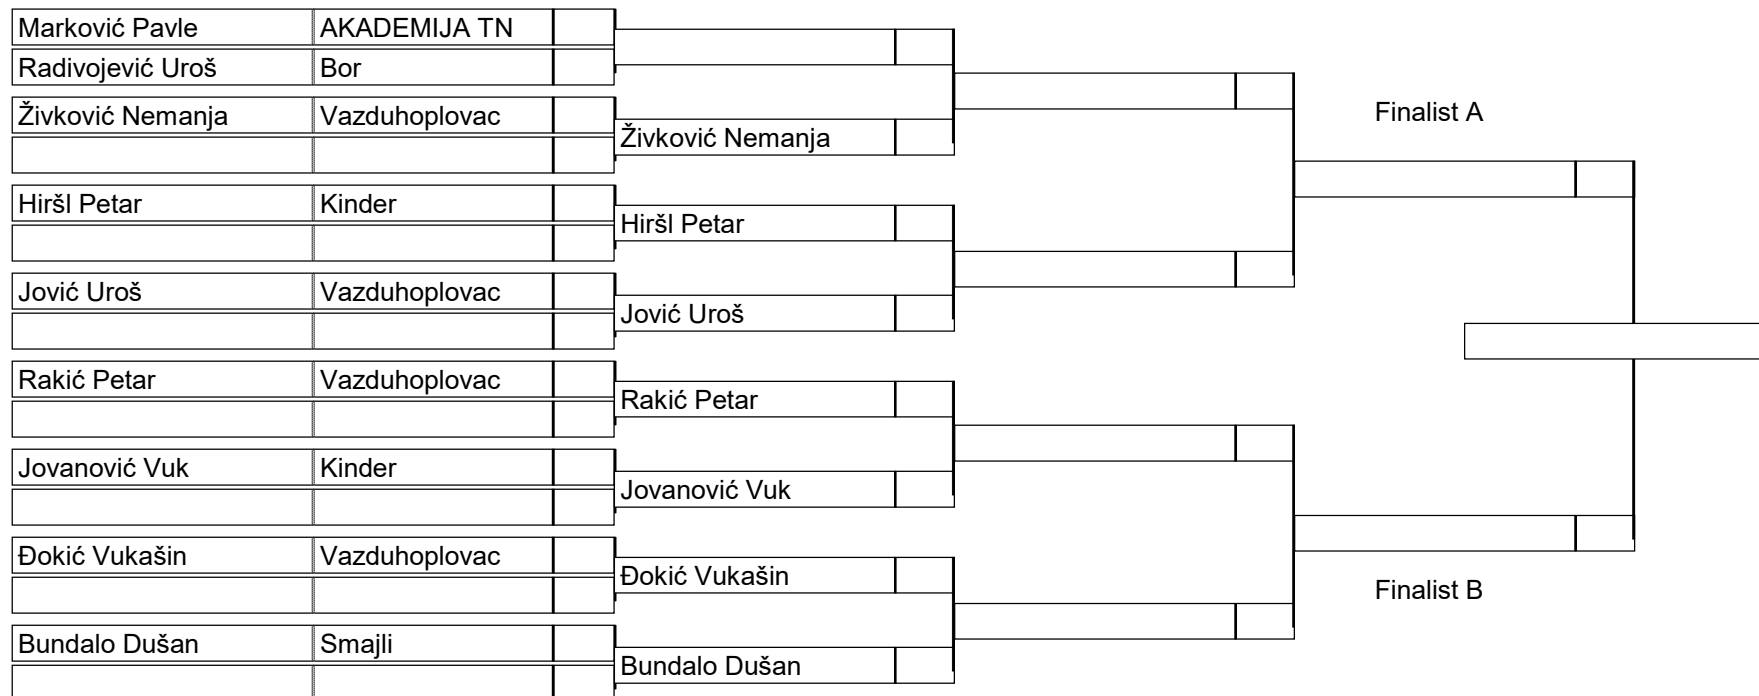 Marković Pavle AKADEMIJA TN
Radivojević Uroš Bor
Živković Nemanja Vazduhoplovac
Živković Nemanja
Hiršl Petar Kinder
Hiršl Petar
Jović Uroš Vazduhoplovac
Jović Uroš
Rakić Petar Vazduhoplovac
Rakić Petar
Jovanović Vuk Kinder
Jovanović Vuk
Đokić Vukašin Vazduhoplovac
Đokić Vukašin
Bundalo Dušan Smajli
Bundalo Dušan
Finalist A
Finalist B